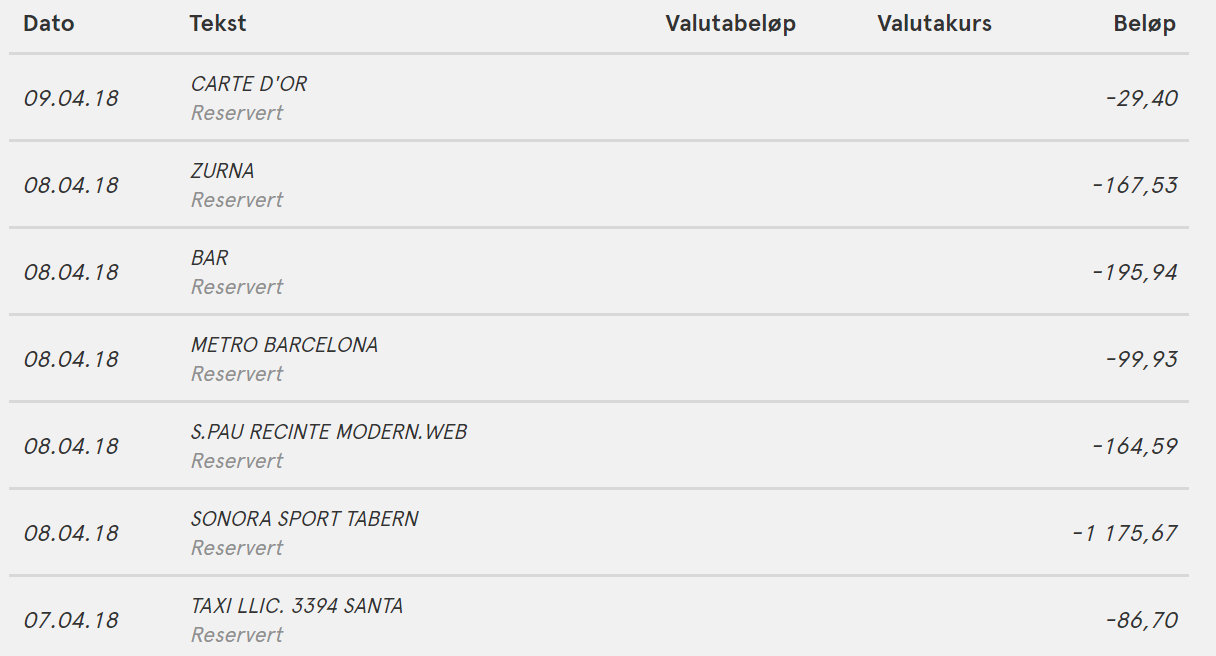 Dato Tekst Valutabeløp Valutakurs Beløp
09.04.18 CARTE D'OR -29,40
Reservert
08.04.18 ZURNA -167,53
Reservert
08.04.18 BAR -195,94
Reservert
08.04.18 METRO BARCELONA -99,93
Reservert
08.04.18 S.PAU RECINTE MODERN.WEB -164,59
Reservert
08.04.18 SONORA SPORT TABERN -1 175,67
Reservert
07.04.18 TAXI LLIC. 3394 SANTA -86,70
Reservert